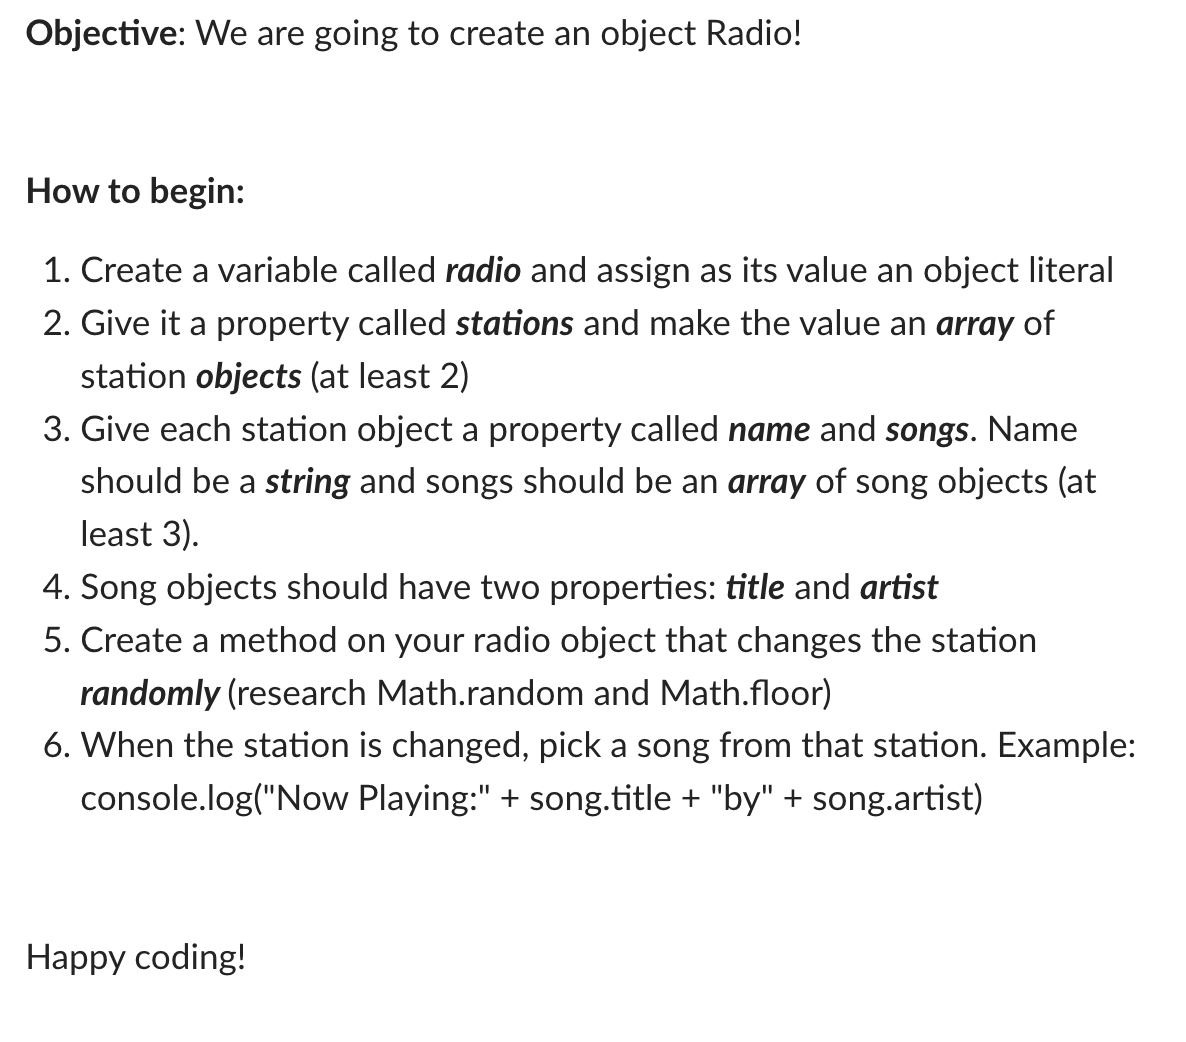 Objective: We are going to create an object Radio!
How to begin:
1. Create a variable called radio and assign as its value an object literal
2. Give it a property called stations and make the value an array of
station objects (at least 2)
3. Give each station object a property called name and songs. Name
should be a string and songs should be an array of song objects (at
least 3).
4. Song objects should have two properties: title and artist
5. Create a method on your radio object that changes the station
randomly (research Math.random and Math.floor)
6. When the station is changed, pick a song from that station. Example:
console.log("Now Playing:" + song.title + "by" + song.artist)
Happy coding!